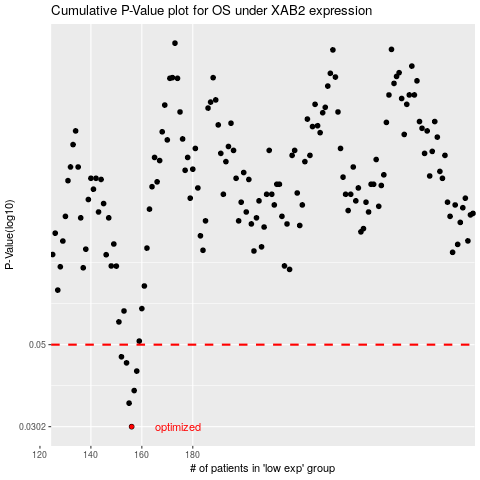 Cumulative P-Value plot for OS under XAB2 expression
P-Value(log10)
0.05
0.0302
optimized
120 140 160 180
# of patients in 'low exp' group